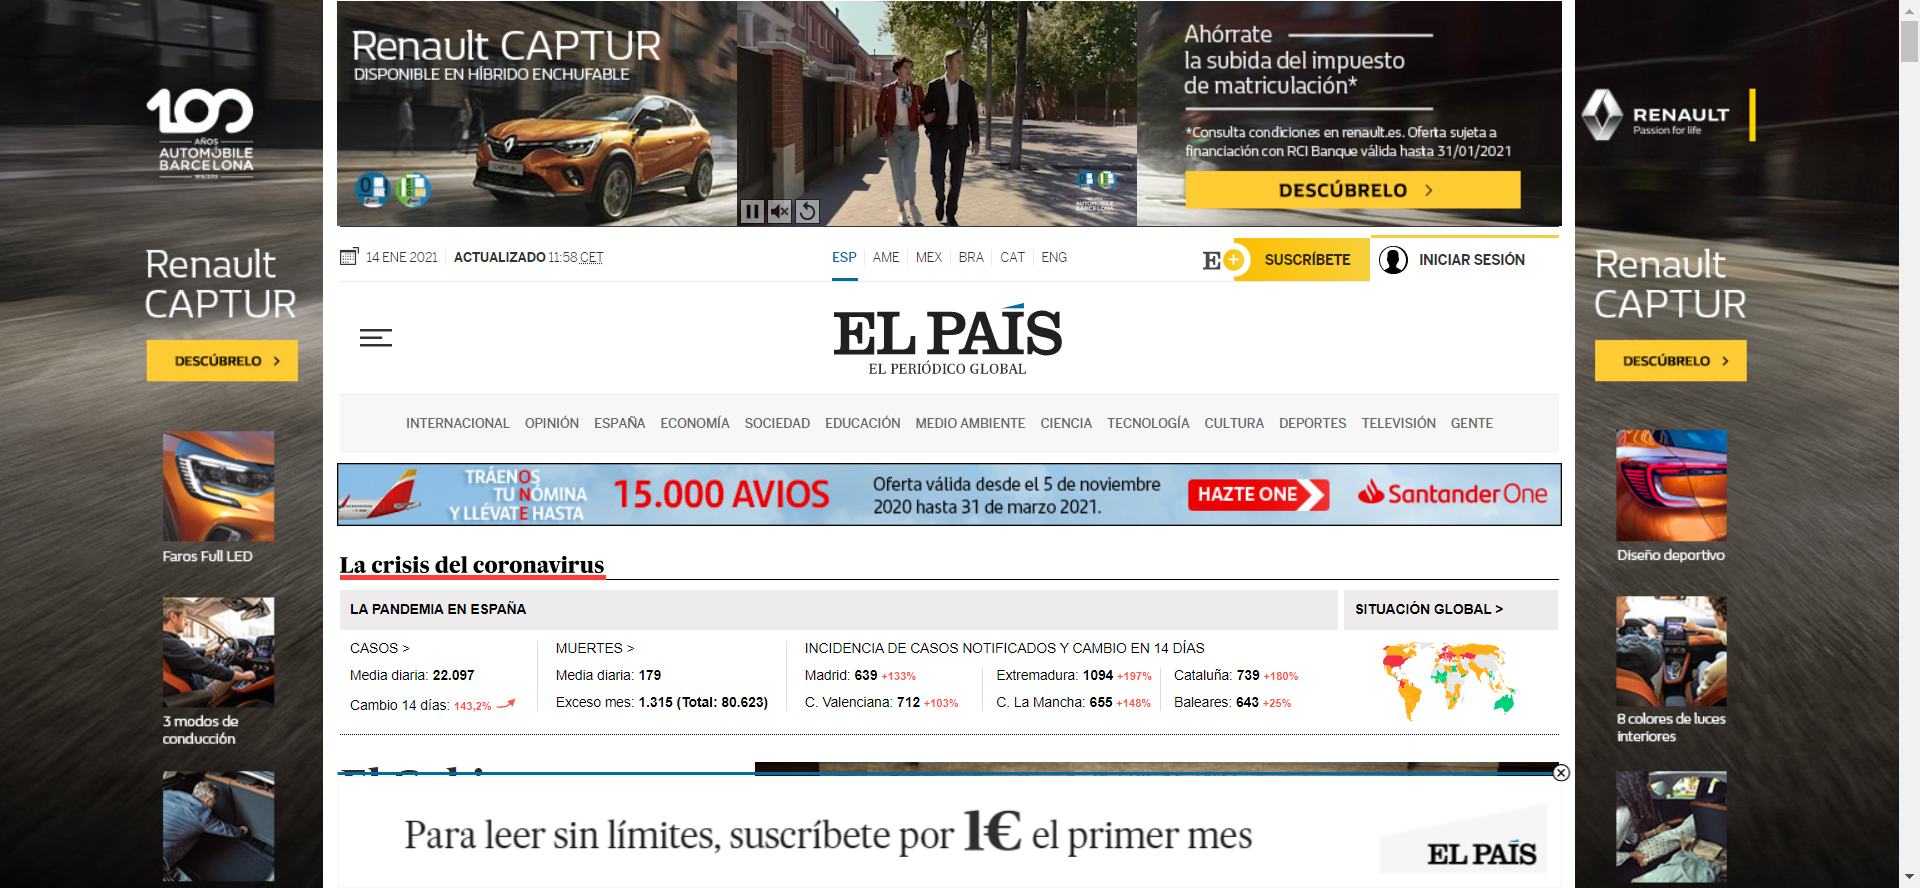 100
AÑOS
AUTOMOBILE
BARCELONA
Renault
CAPTUR
DESCÚBRELO >
Faros Full LED
3 modos de
conducción
Renault CAPTUR
DISPONIBLE EN HÍBRIDO ENCHUFABLE
Ahórrate
la subida del impuesto
de matriculación*
*Consulta condiciones en renault.es. Oferta sujeta a
financiación con RCI Banque válida hasta 31/01/2021
DESCÚBRELO >
RENAULT
Passion for life
Renault
CAPTUR
DESCÚBRELO >
Diseño deportivo
8 colores de luces
interiores
14 ENE 2021 ACTUALIZADO 11:58 CET
ESP AME MEX BRA CAT ENG
E+ SUSCRÍBETE INICIAR SESIÓN
EL PAÍS
EL PERIÓDICO GLOBAL
INTERNACIONAL OPINIÓN ESPAÑA ECONOMÍA SOCIEDAD EDUCACIÓN MEDIO AMBIENTE CIENCIA TECNOLOGÍA CULTURA DEPORTES TELEVISIÓN GENTE
TRÁENOS
TU NÓMINA
Y LLÉVATE HASTA
15.000 AVIOS
Oferta válida desde el 5 de noviembre
2020 hasta 31 de marzo 2021.
HAZTE ONE
Santander One
La crisis del coronavirus
LA PANDEMIA EN ESPAÑA
SITUACIÓN GLOBAL >
CASOS >
Media diaria: 22.097
Cambio 14 días: 143,2%
MUERTES >
Media diaria: 179
Exceso mes: 1.315 (Total: 80.623)
INCIDENCIA DE CASOS NOTIFICADOS Y CAMBIO EN 14 DÍAS
Madrid: 639 +133%
C. Valenciana: 712 +103%
Extremadura: 1094 +197%
C. La Mancha: 655 +148%
Cataluña: 739 +180%
Baleares: 643 +25%
Para leer sin límites, suscríbete por 1€ el primer mes
EL PAÍS